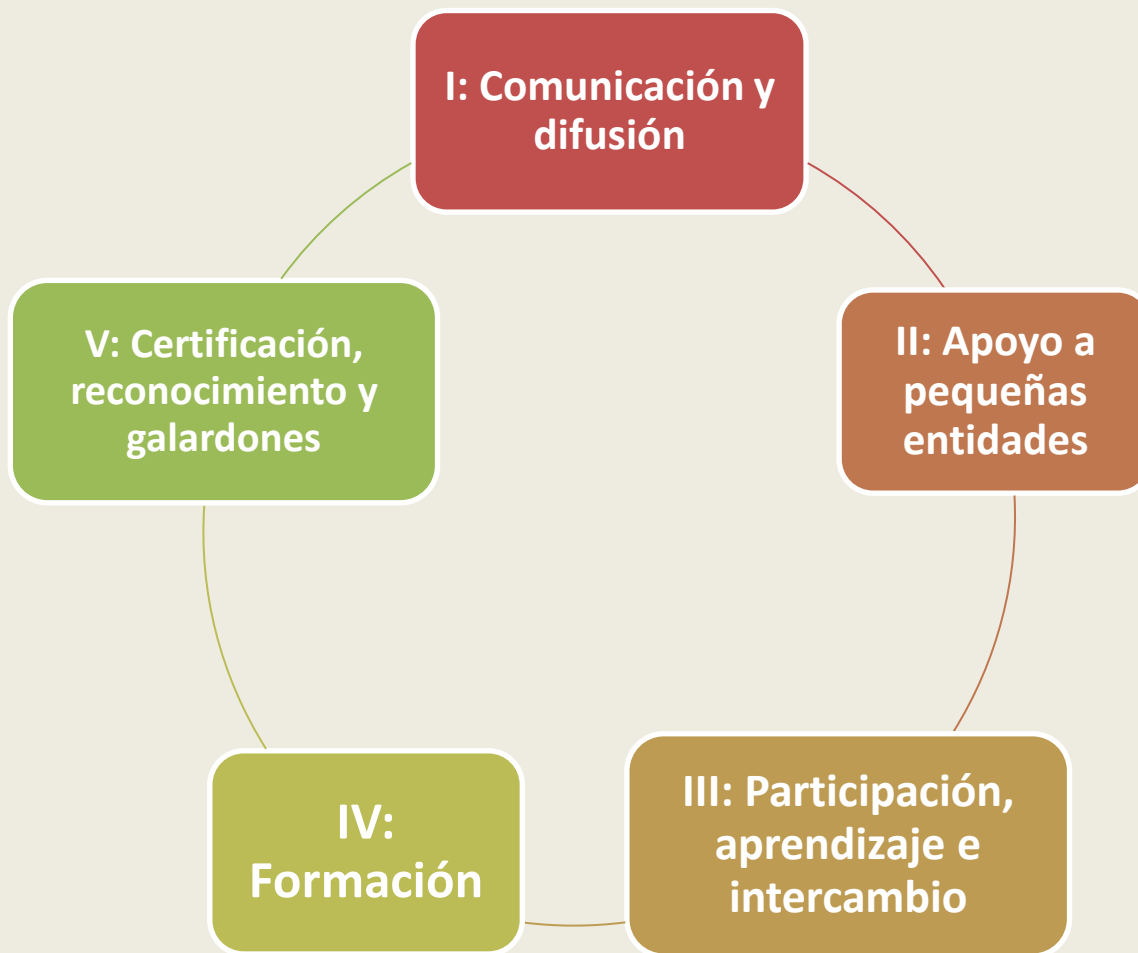 I: Comunicación y
difusión
II: Apoyo a
pequeñas
entidades
III: Participación,
aprendizaje e
intercambio
IV:
Formación
V: Certificación,
reconocimiento y
galardones